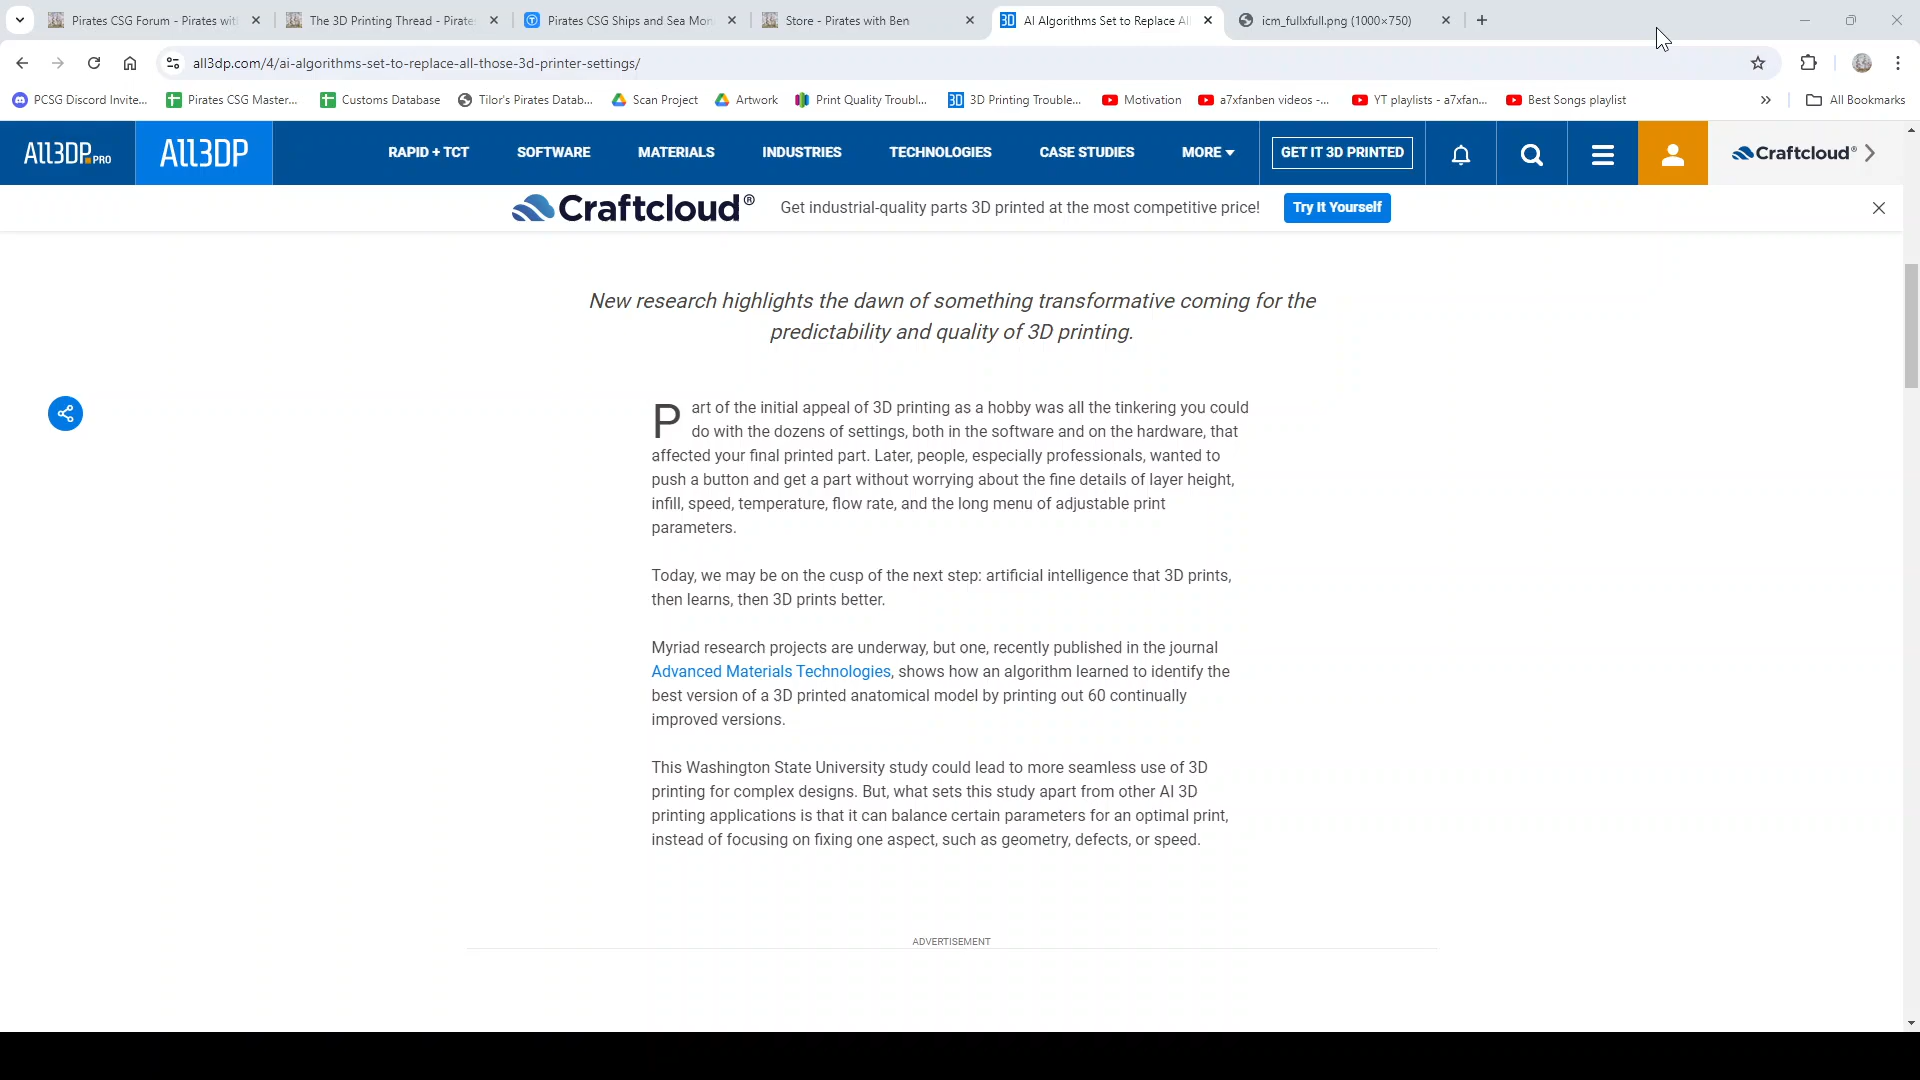 Pirates CSG Forum - Pirates wit
The 3D Printing Thread - Pirate
Pirates CSG Ships and Sea Mon
Store - Pirates with Ben
AI Algorithms Set to Replace Al
icm_fullxfull.png (1000×750)
all3dp.com/4/ai-algorithms-set-to-replace-all-those-3d-printer-settings/
PCSG Discord Invite...
Pirates CSG Master...
Customs Database
Tilor's Pirates Datab...
Scan Project
Artwork
Print Quality Troubl...
3D Printing Trouble...
Motivation
a7xfanben videos -...
YT playlists - a7xfan...
Best Songs playlist
All Bookmarks
ALL3DP.PRO
ALL3DP
RAPID + TCT
SOFTWARE
MATERIALS
INDUSTRIES
TECHNOLOGIES
CASE STUDIES
MORE
GET IT 3D PRINTED
Craftcloud®
Craftcloud®
Get industrial-quality parts 3D printed at the most competitive price!
Try It Yourself
New research highlights the dawn of something transformative coming for the
predictability and quality of 3D printing.
Part of the initial appeal of 3D printing as a hobby was all the tinkering you could
do with the dozens of settings, both in the software and on the hardware, that
affected your final printed part. Later, people, especially professionals, wanted to
push a button and get a part without worrying about the fine details of layer height,
infill, speed, temperature, flow rate, and the long menu of adjustable print
parameters.
Today, we may be on the cusp of the next step: artificial intelligence that 3D prints,
then learns, then 3D prints better.
Myriad research projects are underway, but one, recently published in the journal
Advanced Materials Technologies, shows how an algorithm learned to identify the
best version of a 3D printed anatomical model by printing out 60 continually
improved versions.
This Washington State University study could lead to more seamless use of 3D
printing for complex designs. But, what sets this study apart from other AI 3D
printing applications is that it can balance certain parameters for an optimal print,
instead of focusing on fixing one aspect, such as geometry, defects, or speed.
ADVERTISEMENT